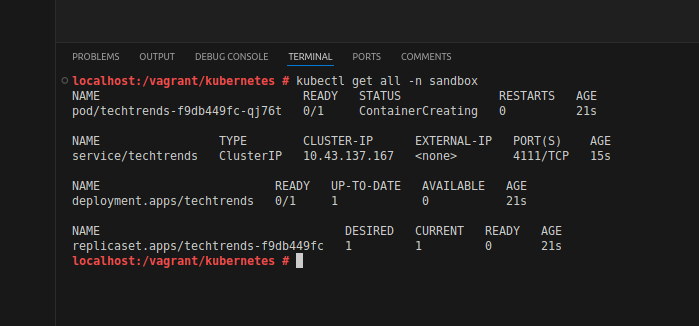 PROBLEMS OUTPUT DEBUG CONSOLE TERMINAL PORTS COMMENTS
localhost:/vagrant/kubernetes # kubectl get all -n sandbox
NAME READY STATUS RESTARTS AGE
pod/techtrends-f9db449fc-qj76t 0/1 ContainerCreating 0 21s
NAME TYPE CLUSTER-IP EXTERNAL-IP PORT(S) AGE
service/techtrends ClusterIP 10.43.137.167 <none> 4111/TCP 15s
NAME READY UP-TO-DATE AVAILABLE AGE
deployment.apps/techtrends 0/1 1 0 21s
NAME DESIRED CURRENT READY AGE
replicaset.apps/techtrends-f9db449fc 1 1 0 21s
localhost:/vagrant/kubernetes #